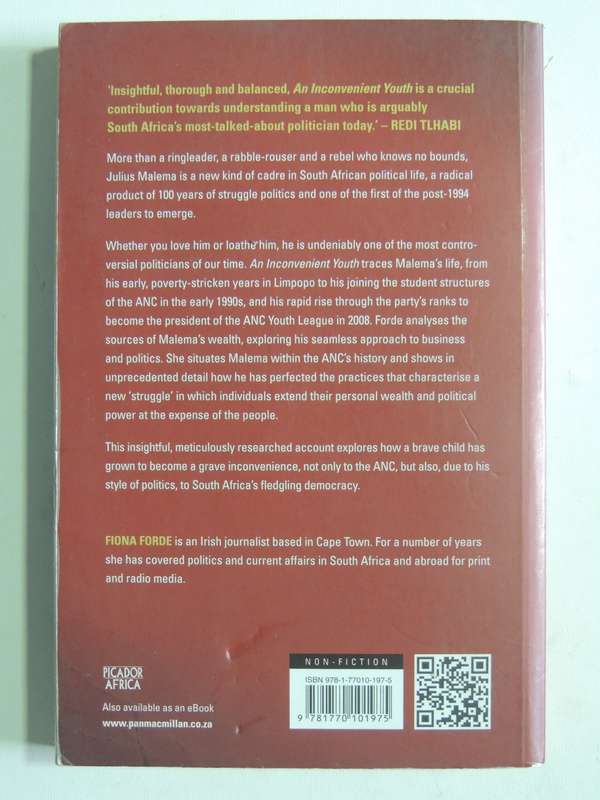 'Insightful, thorough and balanced, An Inconvenient Youth is a crucial
contribution towards understanding a man who is arguably
South Africa's most-talked-about politician today.' – REDI TLHABI
More than a ringleader, a rabble-rouser and a rebel who knows no bounds,
Julius Malema is a new kind of cadre in South African political life, a radical
product of 100 years of struggle politics and one of the first of the post-1994
leaders to emerge.
Whether you love him or loathe him, he is undeniably one of the most contro-
versial politicians of our time. An Inconvenient Youth traces Malema's life, from
his early, poverty-stricken years in Limpopo to his joining the student structures
of the ANC in the early 1990s, and his rapid rise through the party's ranks to
become the president of the ANC Youth League in 2008. Forde analyses the
sources of Malema's wealth, exploring his seamless approach to business
and politics. She situates Malema within the ANC's history and shows in
unprecedented detail how he has perfected the practices that characterise a
new 'struggle' in which individuals extend their personal wealth and political
power at the expense of the people.
This insightful, meticulously researched account explores how a brave child has
grown to become a grave inconvenience, not only to the ANC, but also, due to his
style of politics, to South Africa's fledgling democracy.
FIONA FORDE is an Irish journalist based in Cape Town. For a number of years
she has covered politics and current affairs in South Africa and abroad for print
and radio media.
PICADOR
AFRICA
Also available as an eBook
www.panmacmillan.co.za
NON-FICTION
ISBN 978-1-77010-197-5
9 781770 101975